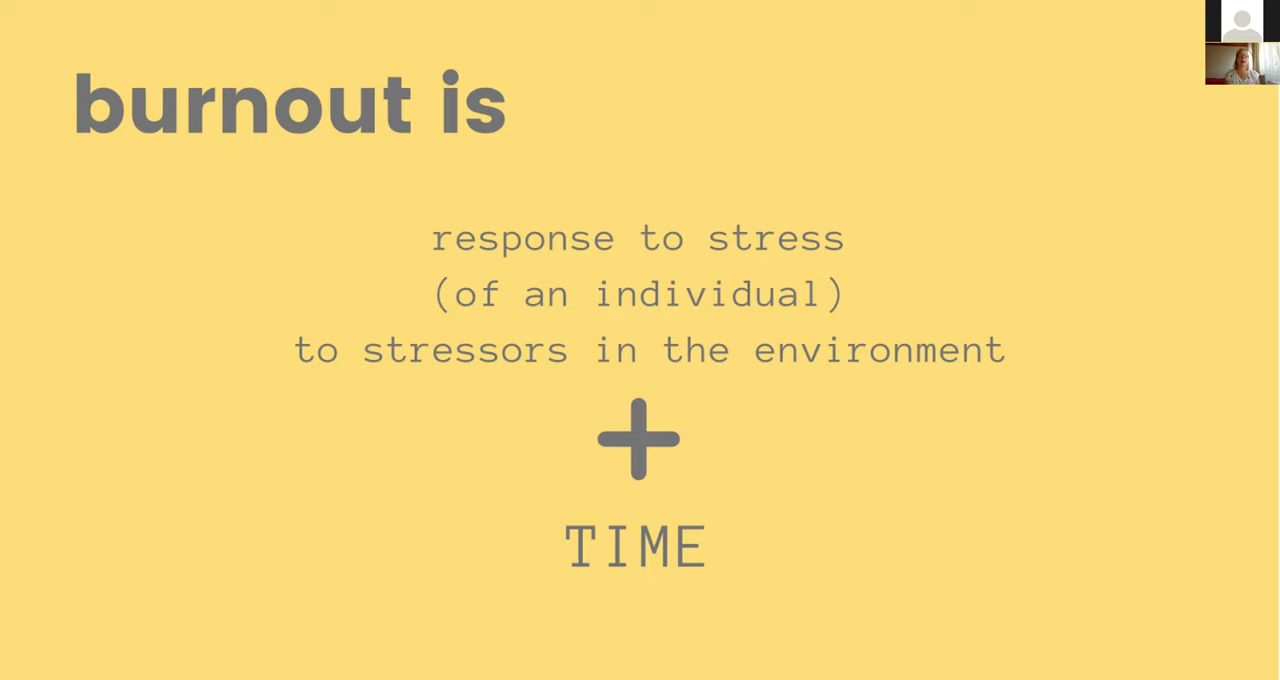 burnout is
response to stress
(of an individual)
to stressors in the environment
+
TIME